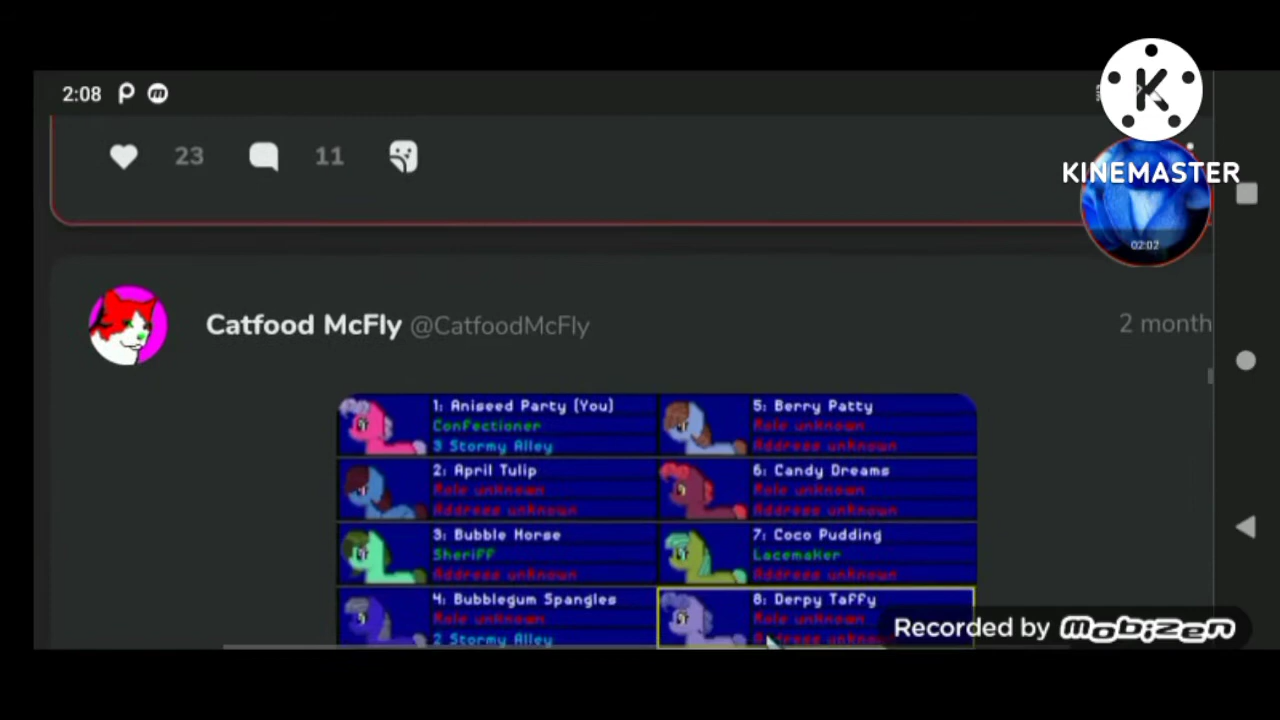 2:08
23
11
KINEMASTER
02:02
Catfood McFly @CatfoodMcFly
2 month
1: Aniseed Party (You)
Confectioner
3 Stormy Alley
2: April Tulip
Role unknown
Address unknown
3: Bubble Horse
Sheriff
Address unknown
4: Bubblegum Spangles
Role unknown
2 Stormy Alley
5: Berry Patty
Role unknown
Address unknown
6: Candy Dreams
Role unknown
Address unknown
7: Coco Pudding
Lacemaker
Address unknown
8: Derpy Taffy
Role unknown
Address unknown
Recorded by mobizen